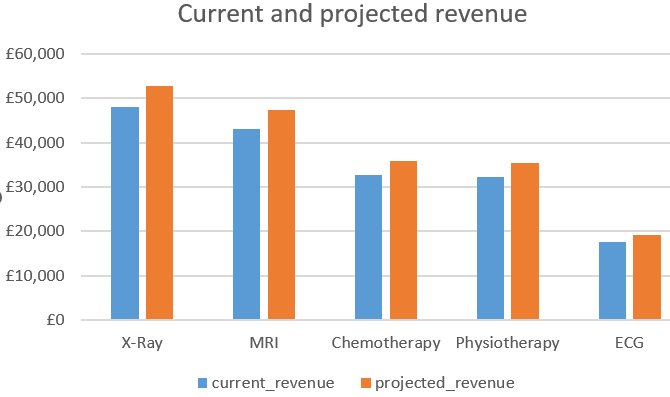 Current and projected revenue
£60,000
£50,000
£40,000
£30,000
£20,000
£10,000
£0
X-Ray MRI Chemotherapy Physiotherapy ECG
current_revenue projected_revenue